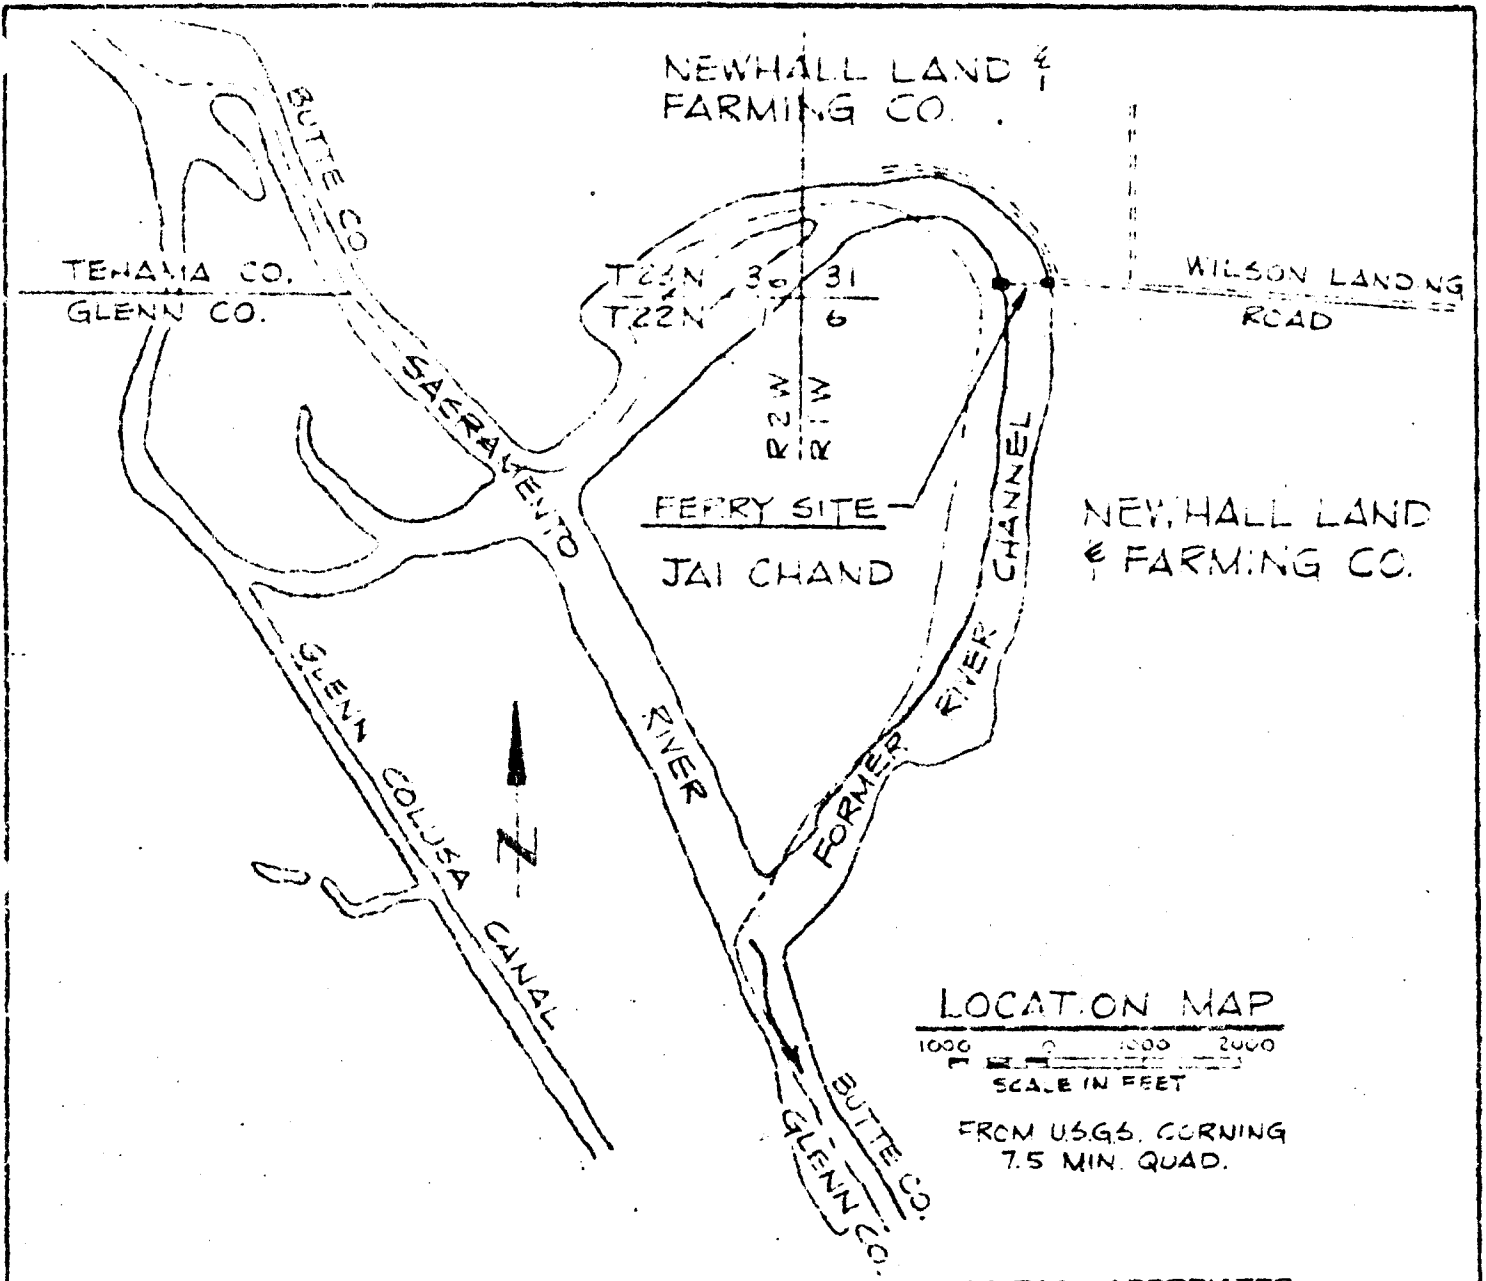 NEWHALL LAND &
FARMING CO.
BUTTE CO.
TEHAMA CO.
GLENN CO.
T23N 36 31
T22N 6
R2W R1W
WILSON LANDING
ROAD
SACRAMENTO
RIVER
FERRY SITE
JAI CHAND
FORMER RIVER CHANNEL
NEWHALL LAND
& FARMING CO.
GLENN COLUSA CANAL
N
LOCATION MAP
1000 0 1000 2000
SCALE IN FEET
FROM U.S.G.S. CORNING
7.5 MIN. QUAD.
BUTTE CO.
GLENN CO.